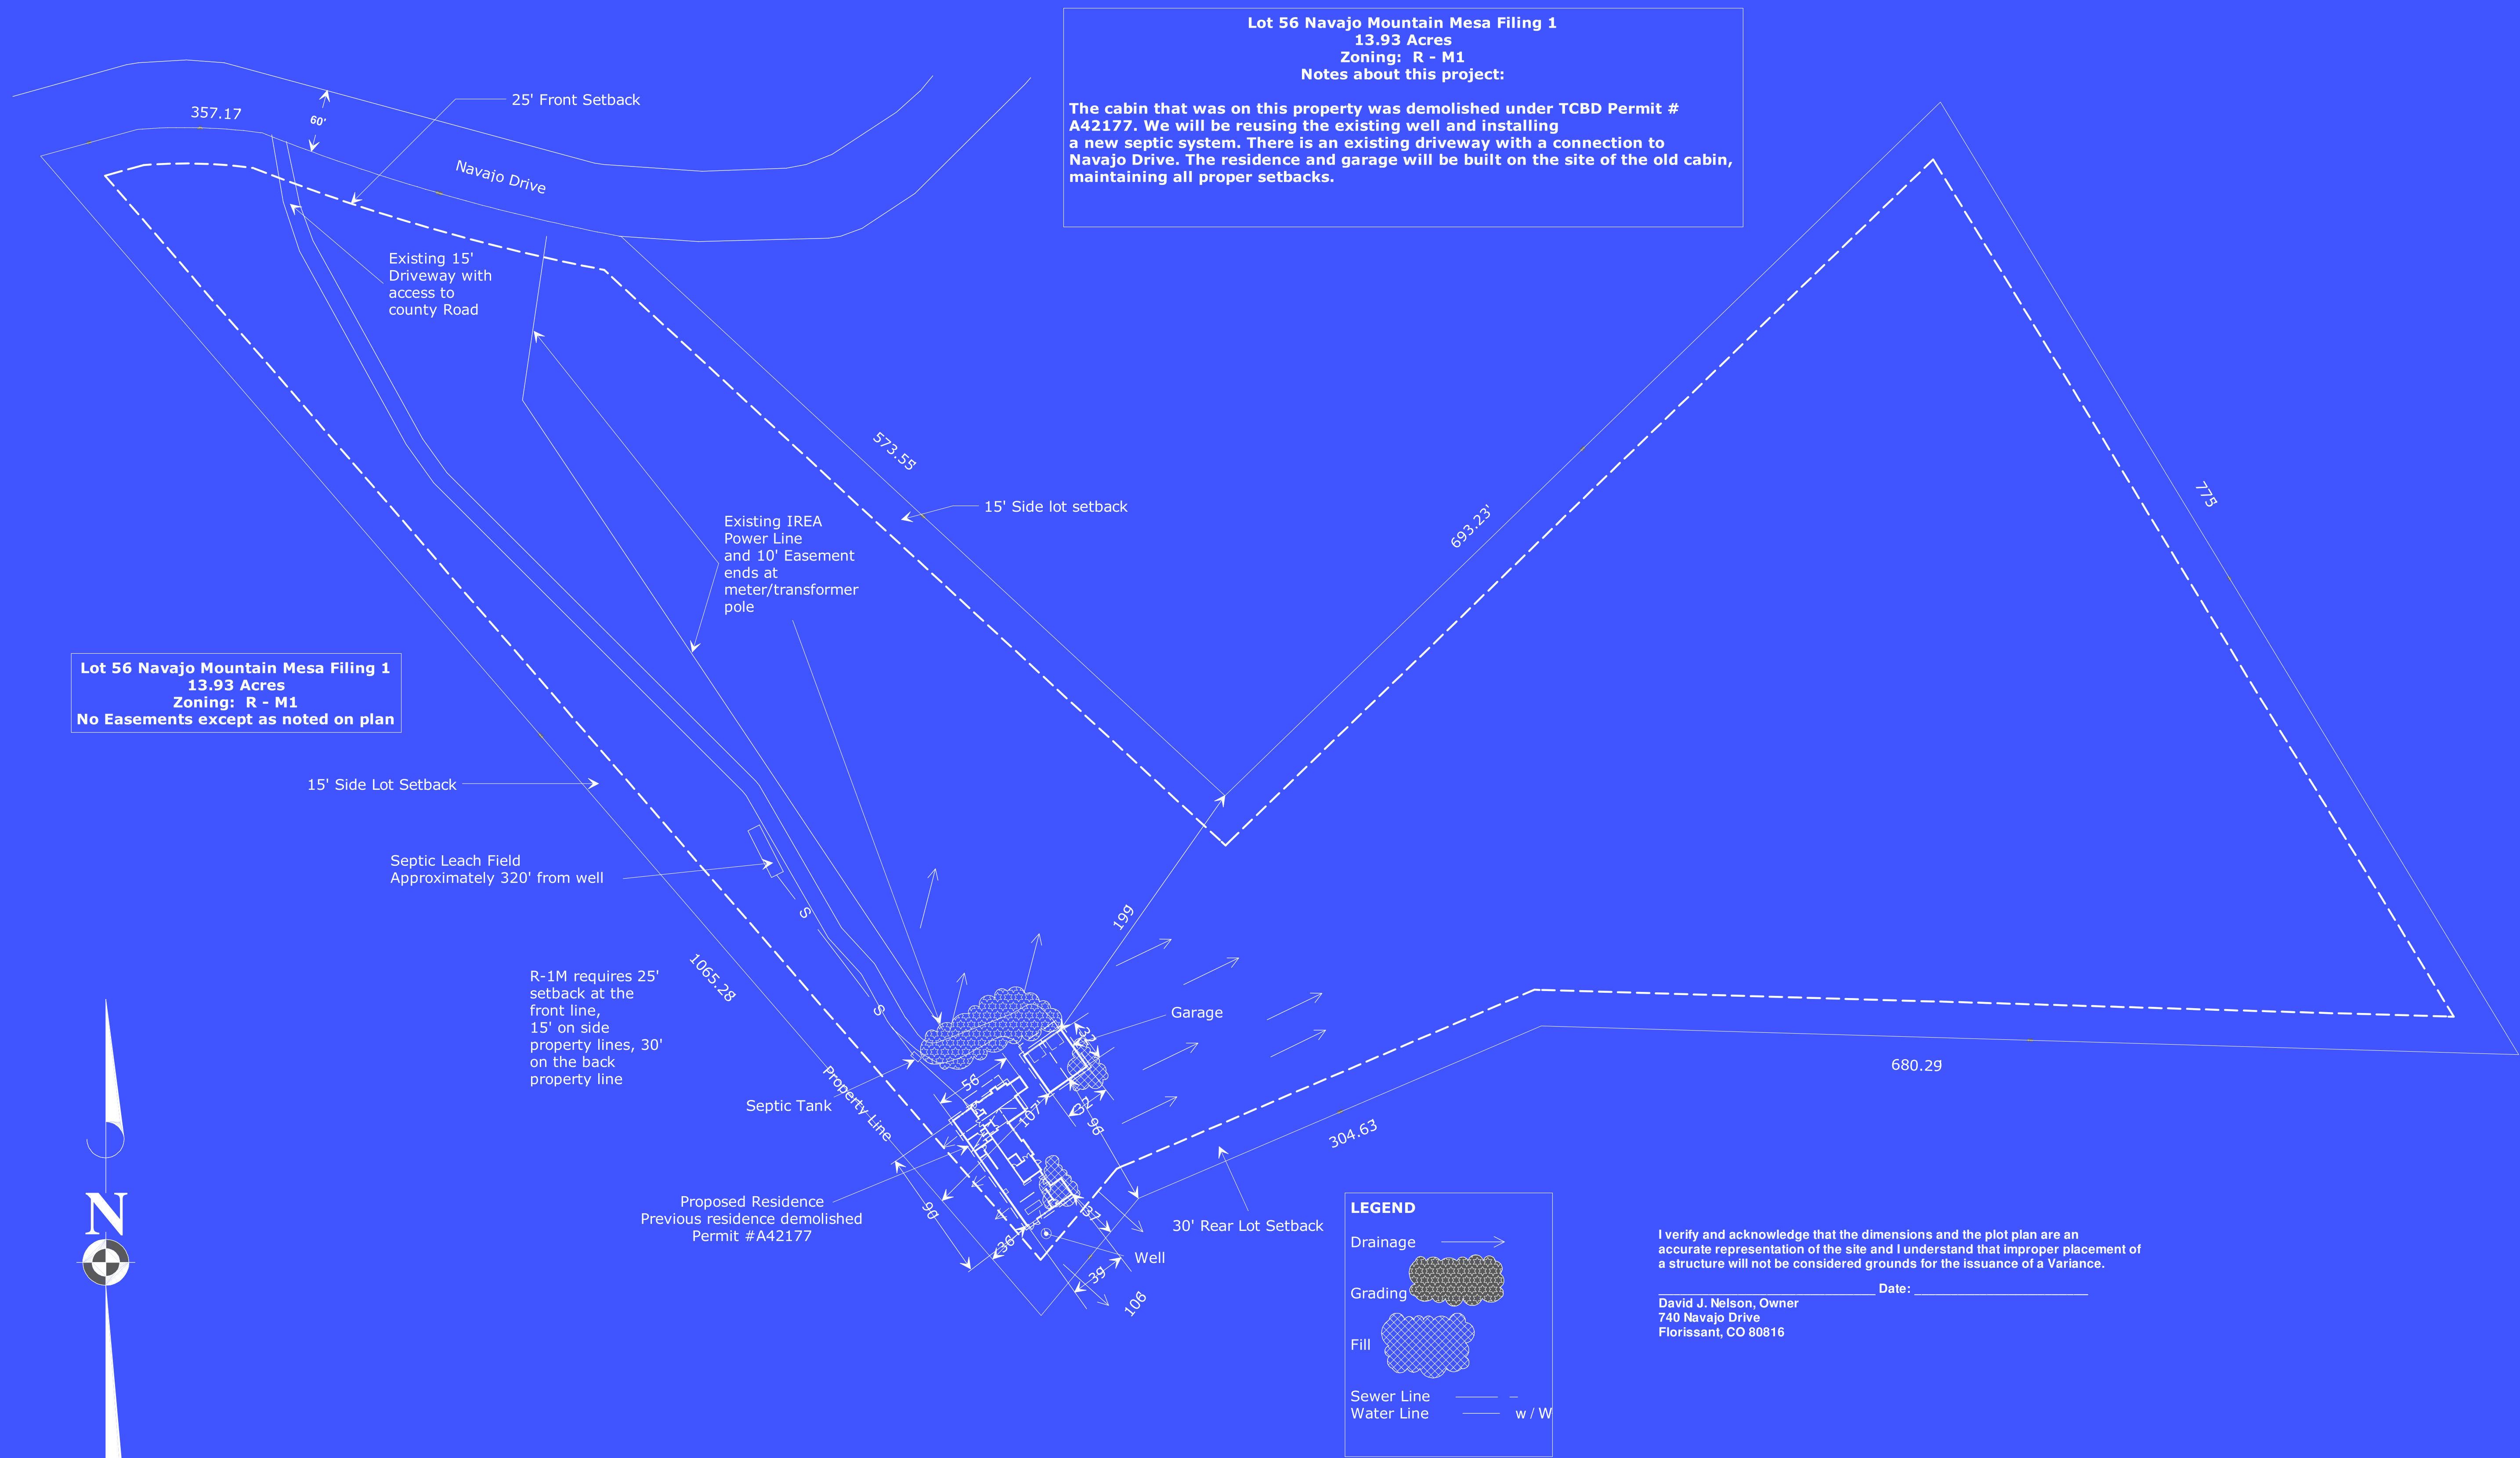 Lot 56 Navajo Mountain Mesa Filing 1
13.93 Acres
Zoning:  R - M1
Notes about this project:
The cabin that was on this property was demolished under TCBD Permit #
A42177. We will be reusing the existing well and installing
a new septic system. There is an existing driveway with a connection to
Navajo Drive. The residence and garage will be built on the site of the old cabin,
maintaining all proper setbacks.
357.17
60'
25' Front Setback
Navajo Drive
Existing 15'
Driveway with
access to
county Road
573.55
15' Side lot setback
693.23'
775
Existing IREA
Power Line
and 10' Easement
ends at
meter/transformer
pole
Lot 56 Navajo Mountain Mesa Filing 1
13.93 Acres
Zoning:  R - M1
No Easements except as noted on plan
15' Side Lot Setback
Septic Leach Field
Approximately 320' from well
S
S
199
1065.28
R-1M requires 25'
setback at the
front line,
15' on side
property lines, 30'
on the back
property line
Garage
32
56
32
107'
96
Septic Tank
Property Line
680.29
304.63
Proposed Residence
Previous residence demolished
Permit #A42177
90
36
37
39
106
Well
30' Rear Lot Setback
N
LEGEND
Drainage
Grading
Fill
Sewer Line
Water Line w / W
I verify and acknowledge that the dimensions and the plot plan are an
accurate representation of the site and I understand that improper placement of
a structure will not be considered grounds for the issuance of a Variance.
_______________________________ Date: _________________________
David J. Nelson, Owner
740 Navajo Drive
Florissant, CO 80816